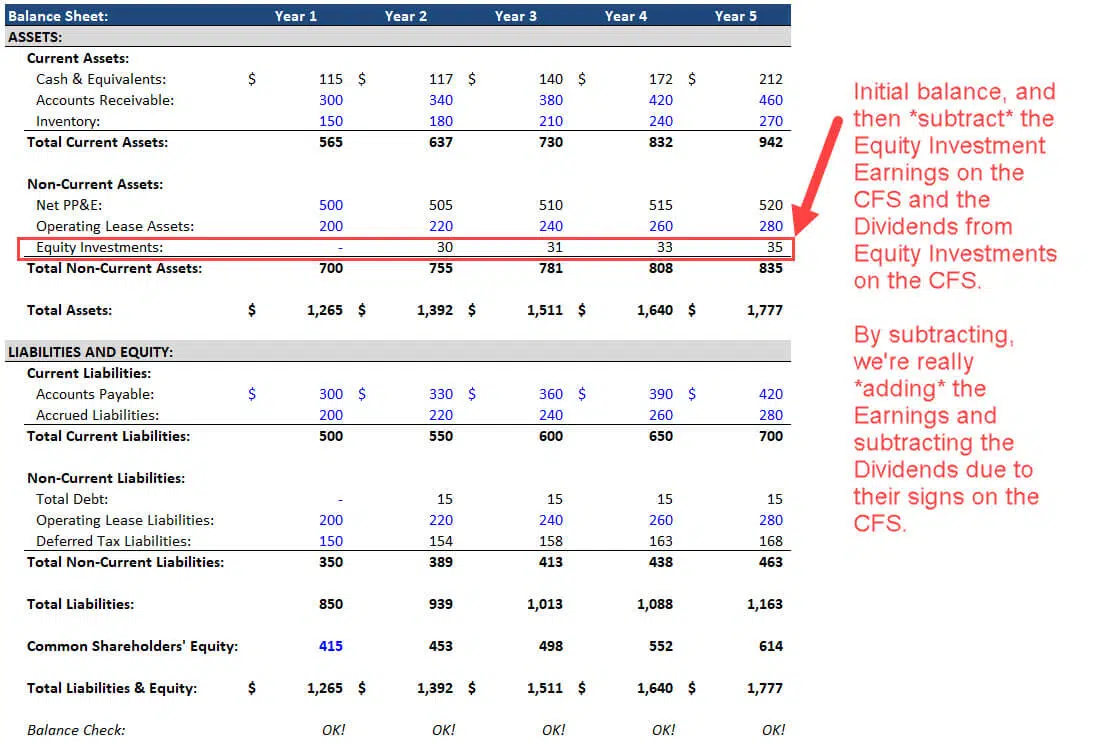 Balance Sheet: Year 1 Year 2 Year 3 Year 4 Year 5
ASSETS:
Current Assets:
Cash & Equivalents: $ 115 $ 117 $ 140 $ 172 $ 212
Accounts Receivable: 300 340 380 420 460
Inventory: 150 180 210 240 270
Total Current Assets: 565 637 730 832 942
Non-Current Assets:
Net PP&E: 500 505 510 515 520
Operating Lease Assets: 200 220 240 260 280
Equity Investments: - 30 31 33 35
Total Non-Current Assets: 700 755 781 808 835
Total Assets: $ 1,265 $ 1,392 $ 1,511 $ 1,640 $ 1,777
LIABILITIES AND EQUITY:
Current Liabilities:
Accounts Payable: $ 300 $ 330 $ 360 $ 390 $ 420
Accrued Liabilities: 200 220 240 260 280
Total Current Liabilities: 500 550 600 650 700
Non-Current Liabilities:
Total Debt: - 15 15 15 15
Operating Lease Liabilities: 200 220 240 260 280
Deferred Tax Liabilities: 150 154 158 163 168
Total Non-Current Liabilities: 350 389 413 438 463
Total Liabilities: 850 939 1,013 1,088 1,163
Common Shareholders' Equity: 415 453 498 552 614
Total Liabilities & Equity: $ 1,265 $ 1,392 $ 1,511 $ 1,640 $ 1,777
Balance Check: OK! OK! OK! OK! OK!
Initial balance, and
then *subtract* the
Equity Investment
Earnings on the
CFS and the
Dividends from
Equity Investments
on the CFS.
By subtracting,
we're really
*adding* the
Earnings and
subtracting the
Dividends due to
their signs on the
CFS.